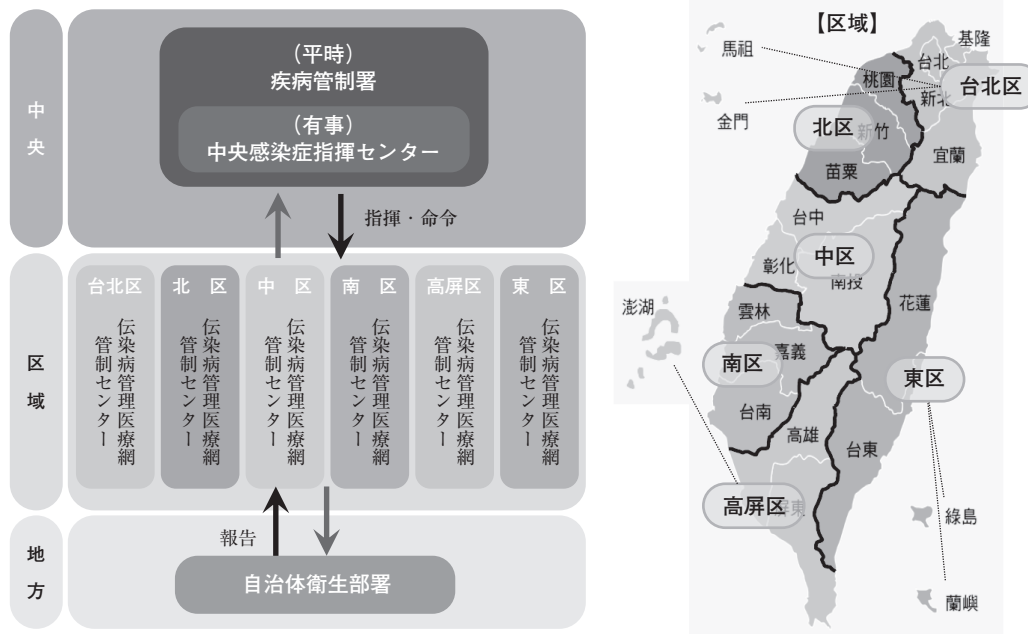 中央
（平時）
疾病管制署
（有事）
中央感染症指揮センター
指揮・命令
区域
台北区
伝染病管理医療網
管制センター
北 区
伝染病管理医療網
管制センター
中 区
伝染病管理医療網
管制センター
南 区
伝染病管理医療網
管制センター
高屏区
伝染病管理医療網
管制センター
東 区
伝染病管理医療網
管制センター
地方
報告
自治体衛生部署
【区域】
馬祖
基隆
台北
桃園
台北区
新北
金門
北区
新竹
宜蘭
苗粟
台中
中区
彰化
南投
澎湖
雲林
花蓮
嘉義
南区
東区
台南
高雄
台東
高屏区
屏東
緑島
蘭嶼